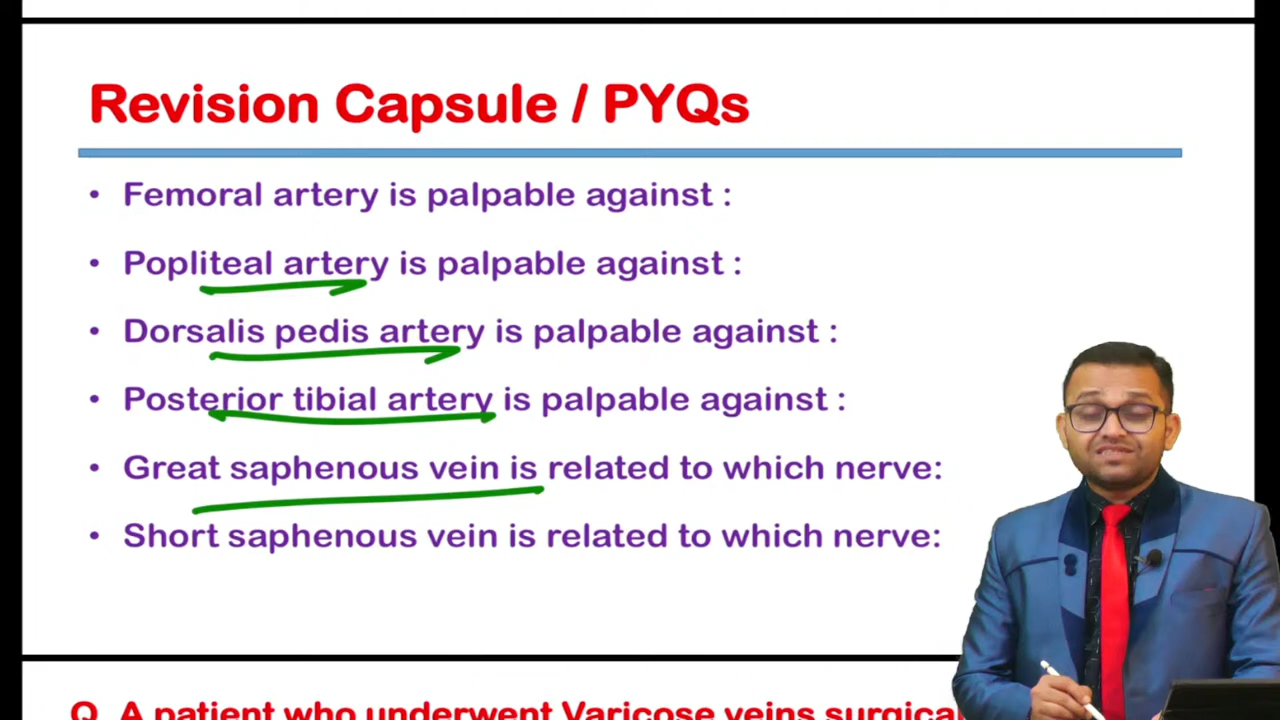 Revision Capsule / PYQs
• Femoral artery is palpable against :
• Popliteal artery is palpable against :
• Dorsalis pedis artery is palpable against :
• Posterior tibial artery is palpable against :
• Great saphenous vein is related to which nerve:
• Short saphenous vein is related to which nerve:
Q. A patient who underwent Varicose veins surgical